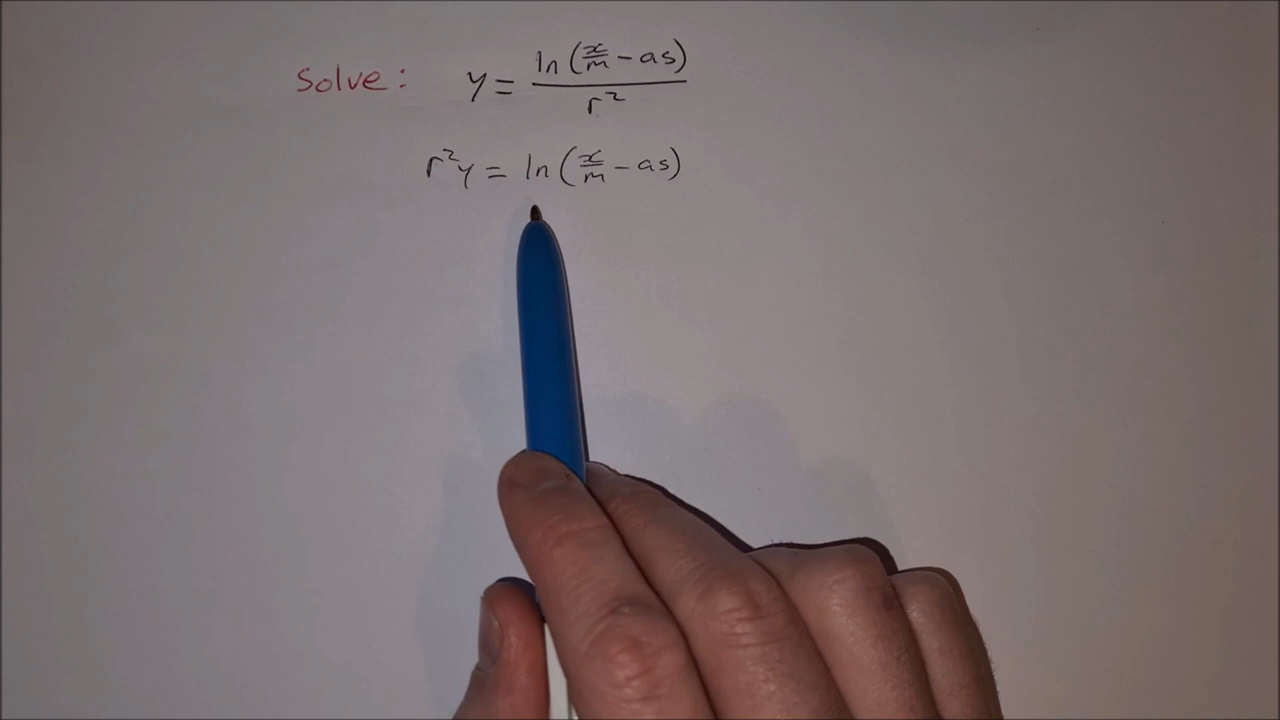 Solve: y = ln(x/m - as)/r²
r²y = ln(x/m - as)